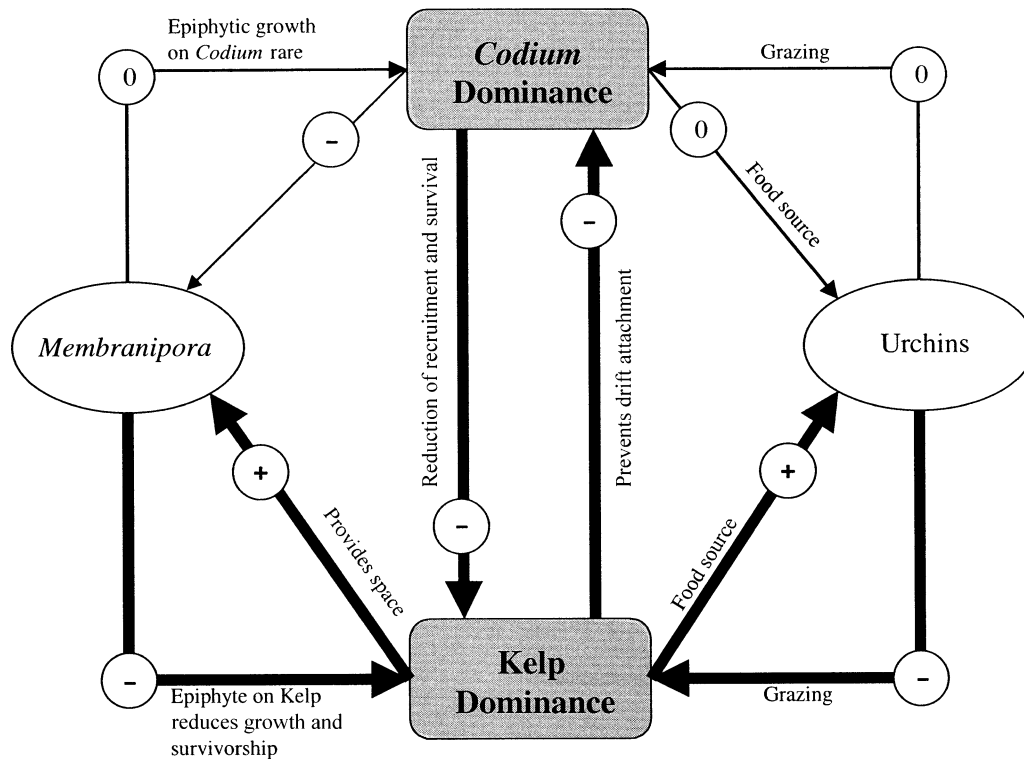 Epiphytic growth
on Codium rare
0
Codium
Dominance
Grazing
0
-
0
Food source
-
Reduction of recruitment and survival
Prevents drift attachment
Membranipora
Urchins
+
+
Provides space
-
Food source
Kelp
Dominance
-
Epiphyte on Kelp
reduces growth and
survivorship
Grazing
-